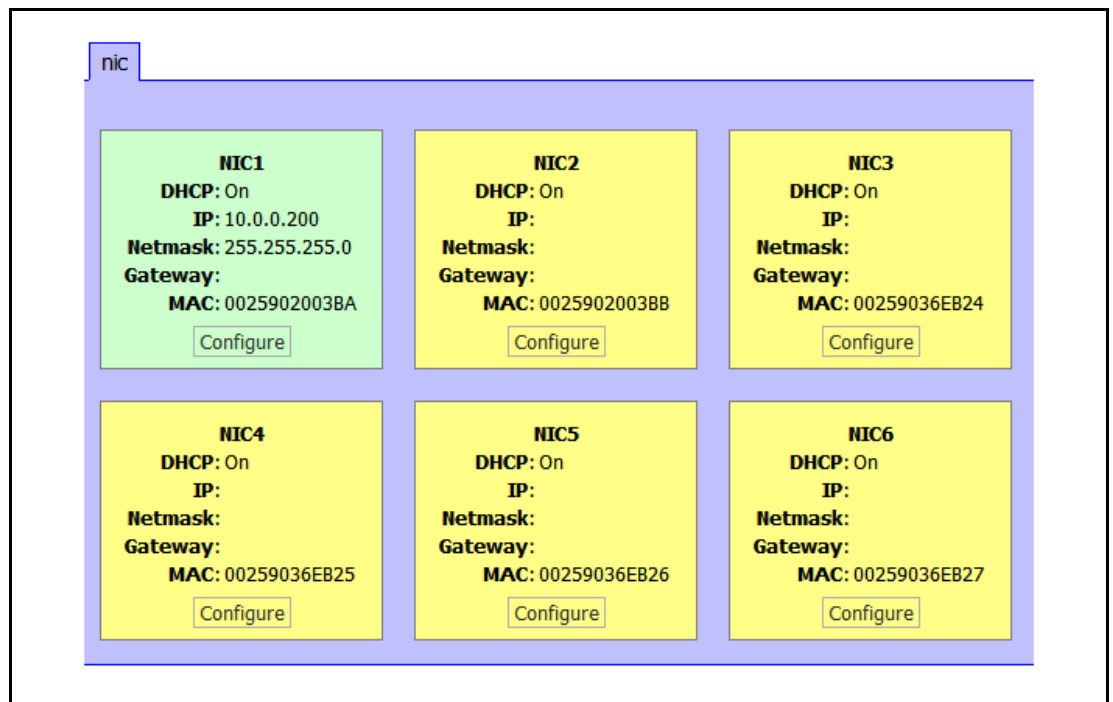 nic
NIC1
DHCP: On
IP: 10.0.0.200
Netmask: 255.255.255.0
Gateway:
MAC: 0025902003BA
Configure
NIC2
DHCP: On
IP:
Netmask:
Gateway:
MAC: 0025902003BB
Configure
NIC3
DHCP: On
IP:
Netmask:
Gateway:
MAC: 00259036EB24
Configure
NIC4
DHCP: On
IP:
Netmask:
Gateway:
MAC: 00259036EB25
Configure
NIC5
DHCP: On
IP:
Netmask:
Gateway:
MAC: 00259036EB26
Configure
NIC6
DHCP: On
IP:
Netmask:
Gateway:
MAC: 00259036EB27
Configure